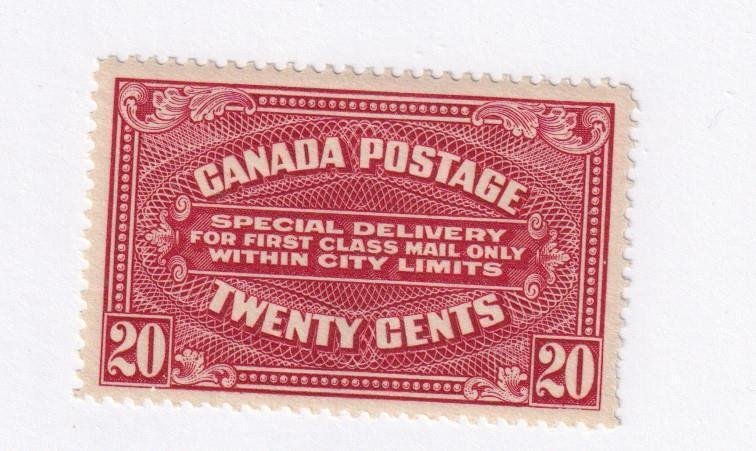 CANADA POSTAGE
SPECIAL DELIVERY
FOR FIRST CLASS MAIL ONLY
WITHIN CITY LIMITS
TWENTY CENTS
20 20